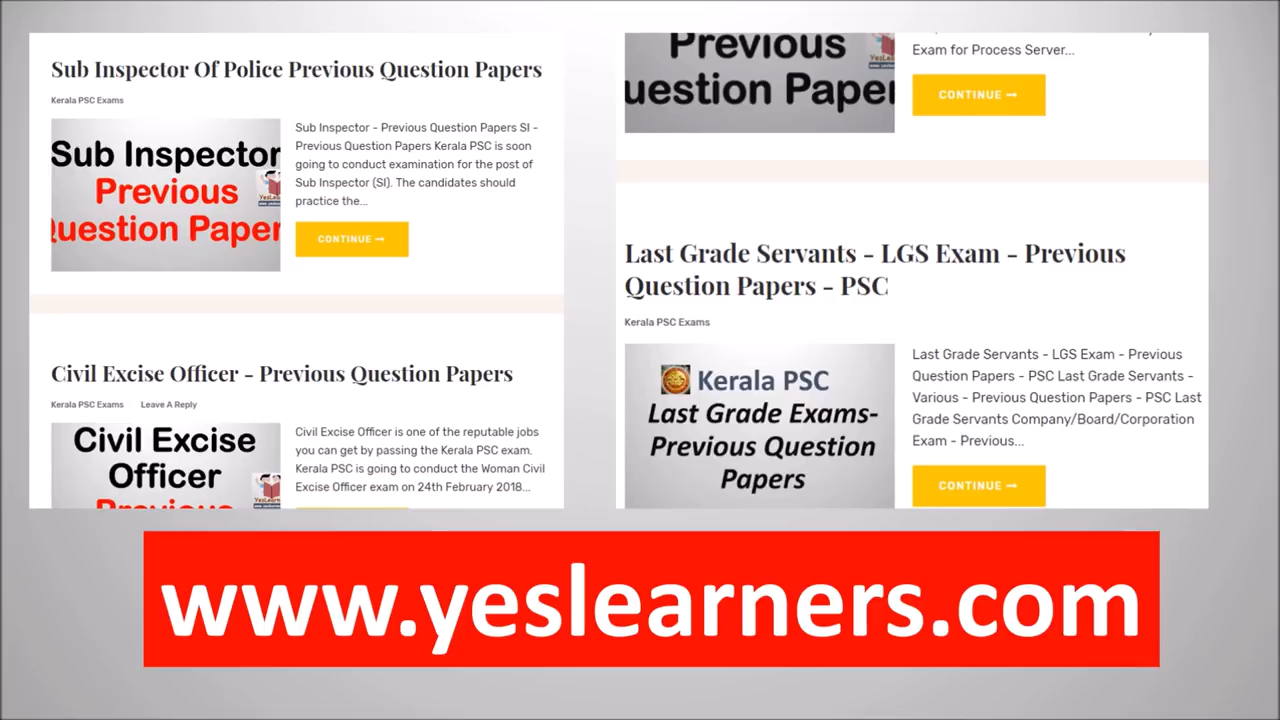 Sub Inspector Of Police Previous Question Papers
Kerala PSC Exams
Sub Inspector
Previous
Question Paper
Sub Inspector - Previous Question Papers SI -
Previous Question Papers Kerala PSC is soon
going to conduct examination for the post of
Sub Inspector (SI). The candidates should
practice the...
CONTINUE →
Civil Excise Officer - Previous Question Papers
Kerala PSC Exams Leave A Reply
Civil Excise
Officer
Previous
YesLearn
Civil Excise Officer is one of the reputable jobs
you can get by passing the Kerala PSC exam.
Kerala PSC is going to conduct the Woman Civil
Excise Officer exam on 24th February 2018...
Previous
uestion Paper
Exam for Process Server...
CONTINUE →
Last Grade Servants - LGS Exam - Previous
Question Papers - PSC
Kerala PSC Exams
Kerala PSC
Last Grade Exams-
Previous Question
Papers
Last Grade Servants - LGS Exam - Previous
Question Papers - PSC Last Grade Servants -
Various - Previous Question Papers - PSC Last
Grade Servants Company/Board/Corporation
Exam - Previous...
CONTINUE →
www.yeslearners.com